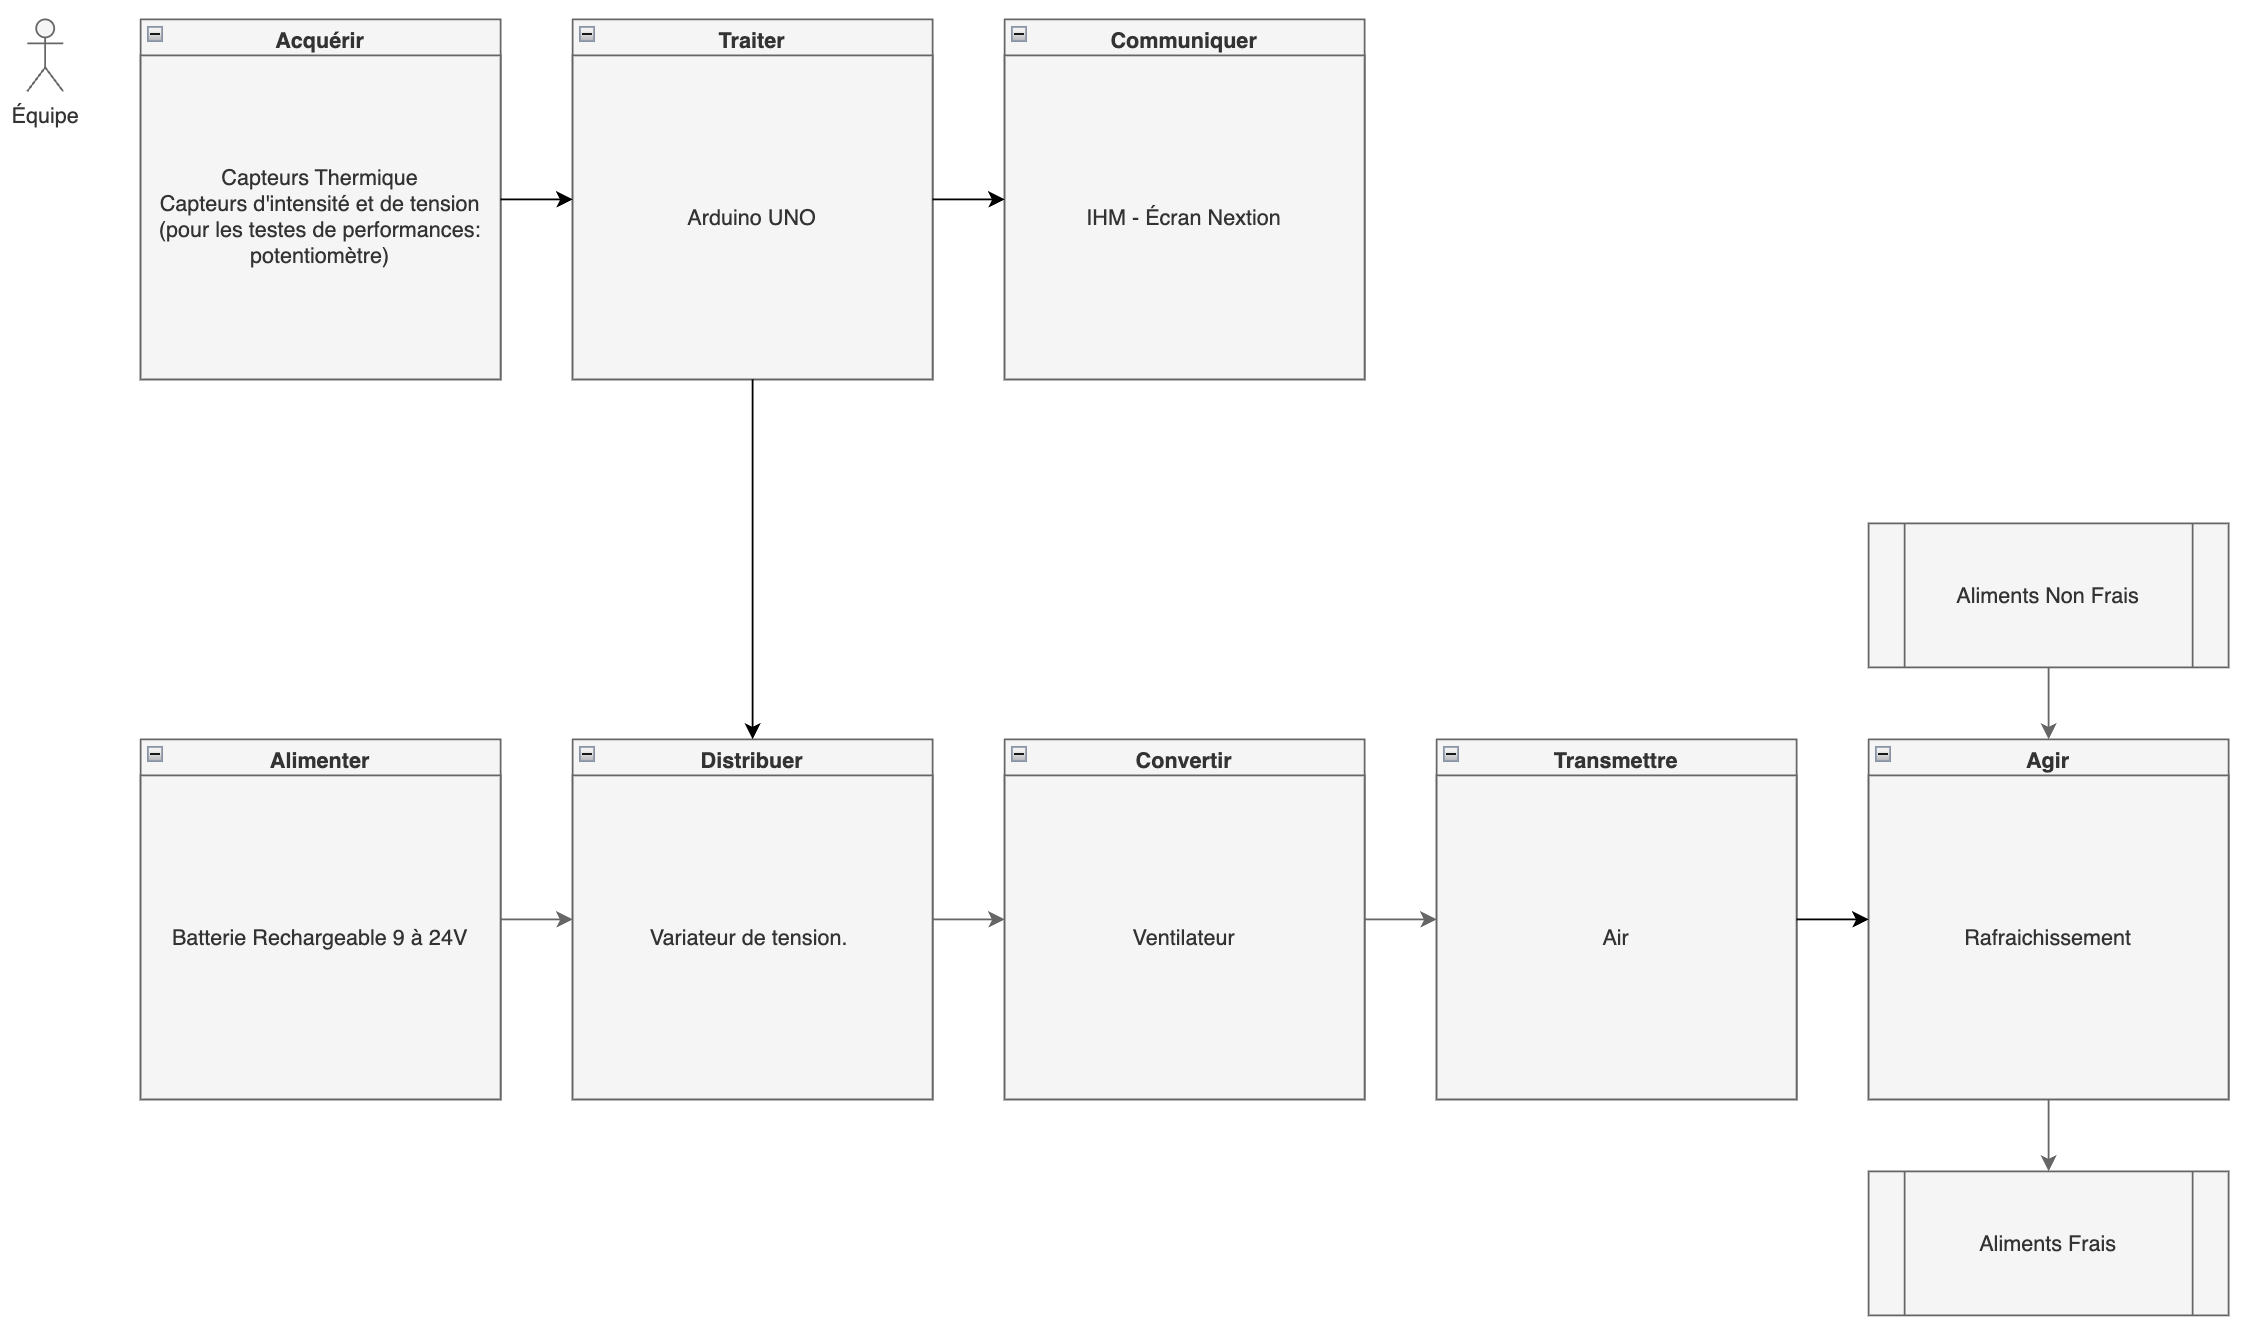 Équipe
Acquérir
Capteurs Thermique
Capteurs d'intensité et de tension
(pour les testes de performances:
potentiomètre)
Traiter
Arduino UNO
Communiquer
IHM - Écran Nextion
Aliments Non Frais
Alimenter
Batterie Rechargeable 9 à 24V
Distribuer
Variateur de tension.
Convertir
Ventilateur
Transmettre
Air
Agir
Rafraichissement
Aliments Frais